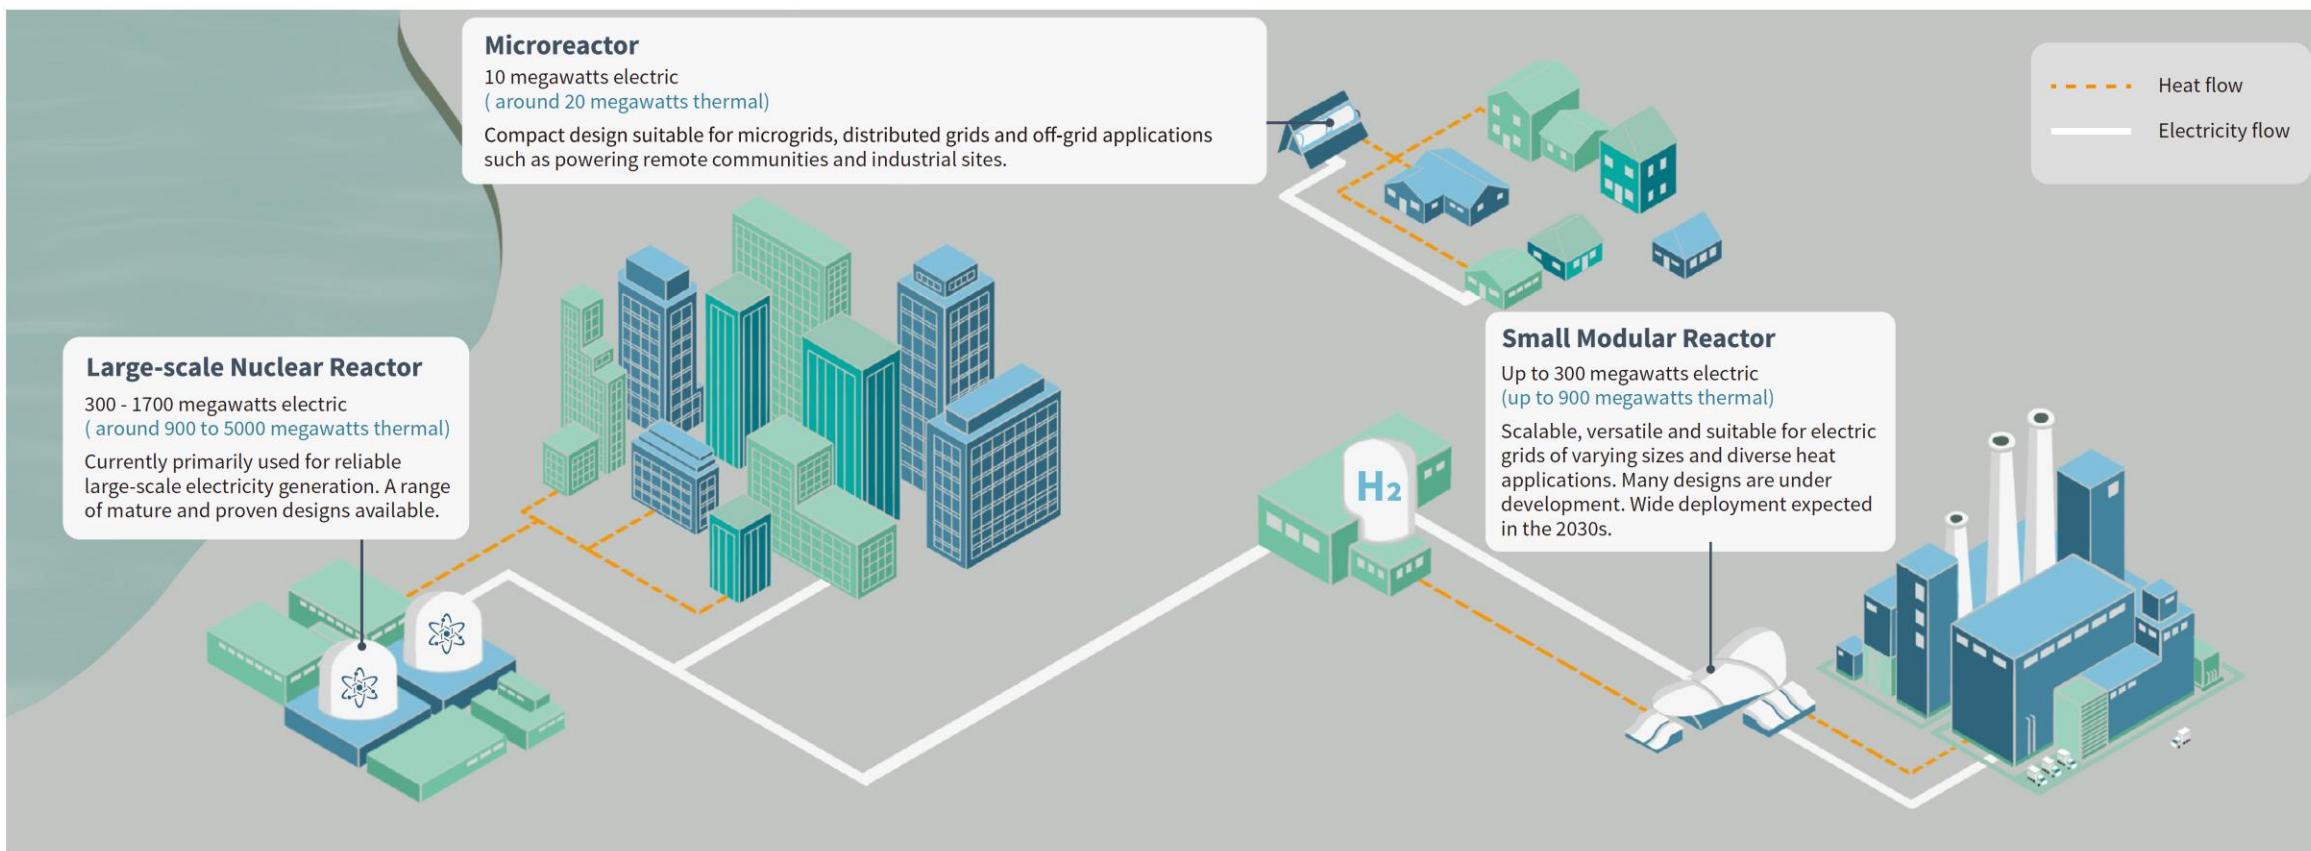 Microreactor
10 megawatts electric
( around 20 megawatts thermal)
Compact design suitable for microgrids, distributed grids and off-grid applications
such as powering remote communities and industrial sites.
Heat flow
Electricity flow
Large-scale Nuclear Reactor
300 - 1700 megawatts electric
( around 900 to 5000 megawatts thermal)
Currently primarily used for reliable
large-scale electricity generation. A range
of mature and proven designs available.
H2
Small Modular Reactor
Up to 300 megawatts electric
(up to 900 megawatts thermal)
Scalable, versatile and suitable for electric
grids of varying sizes and diverse heat
applications. Many designs are under
development. Wide deployment expected
in the 2030s.